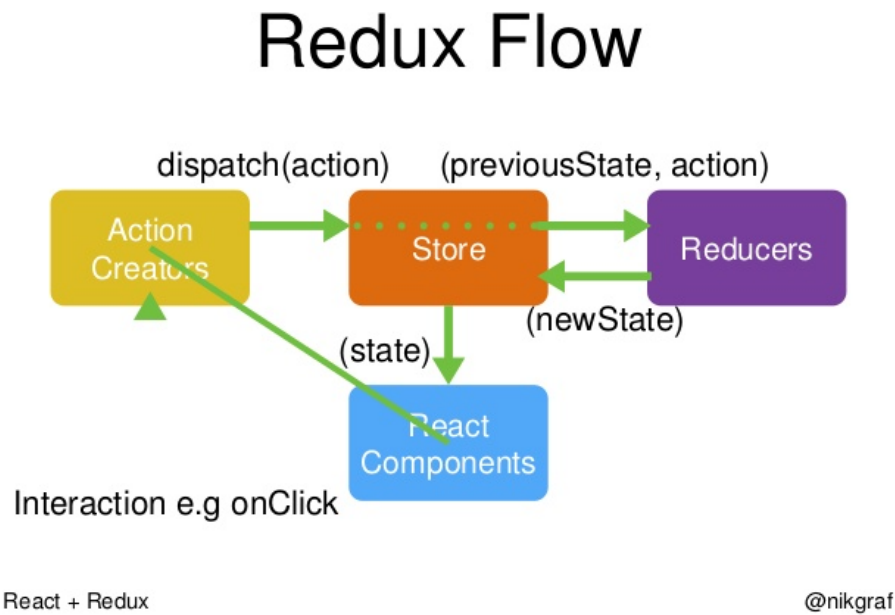 Redux Flow
dispatch(action)
(previousState, action)
Action
Creators
Store
Reducers
(newState)
(state)
React
Components
Interaction e.g onClick
React + Redux
@nikgraf